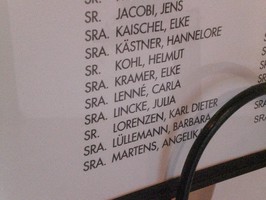 SR. JACOBI, JENS
SRA. KAISCHEL, ELKE
SRA. KÄSTNER, HANNELORE
SR. KOHL, HELMUT
SRA. KRAMER, ELKE
SRA. LENNÉ, CARLA
SRA. LINCKE, JULIA
SR. LORENZEN, KARL DIETER
SRA. LÜLLEMANN, BARBARA
SRA. MARTENS, ANGELIKA